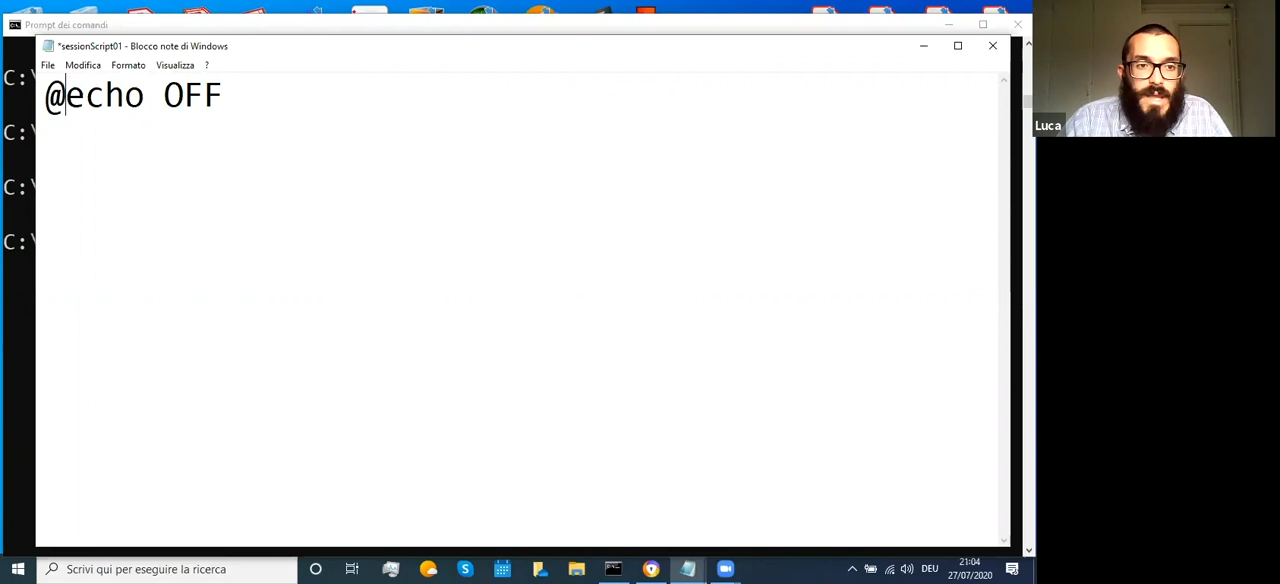 Prompt dei comandi
*sessionScript01 - Blocco note di Windows
File Modifica Formato Visualizza ?
@echo OFF
C:\
C:\
C:\
C:\
Luca
Scrivi qui per eseguire la ricerca
DEU
21:04
27/07/2020